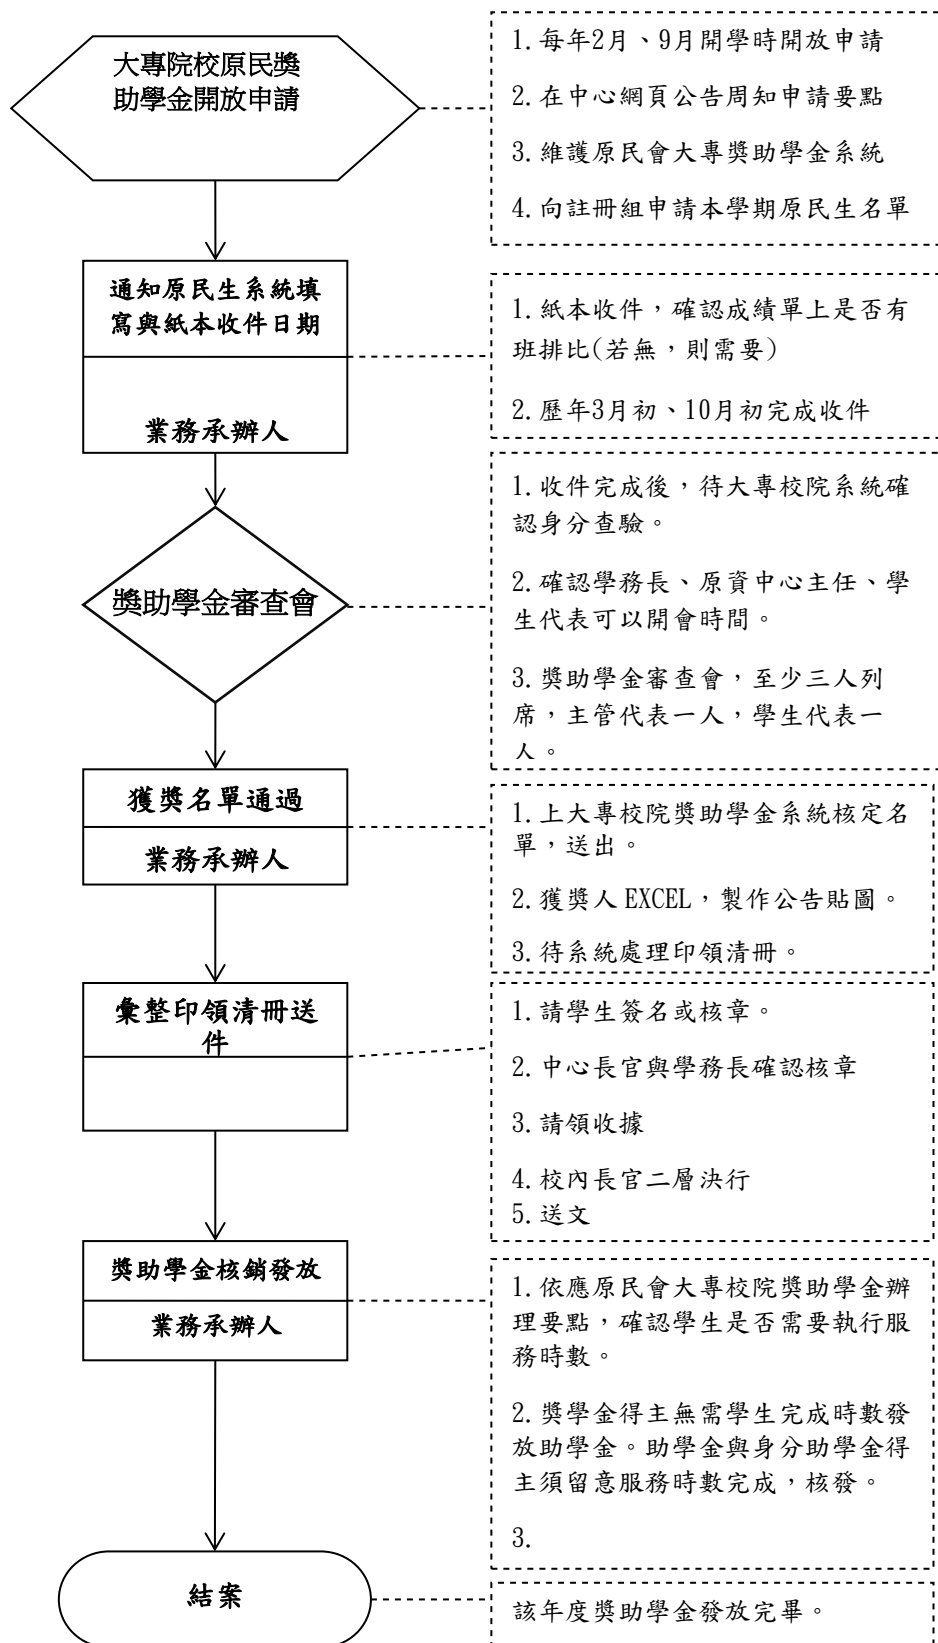 大專院校原民獎
助學金開放申請
1.每年2月、9月開學時開放申請
2.在中心網頁公告周知申請要點
3.維護原民會大專獎助學金系統
4.向註冊組申請本學期原民生名單
通知原民生系統填
寫與紙本收件日期
業務承辦人
1.紙本收件，確認成績單上是否有
班排比(若無，則需要)
2.歷年3月初、10月初完成收件
獎助學金審查會
1.收件完成後，待大專校院系統確
認身分查驗。
2.確認學務長、原資中心主任、學
生代表可以開會時間。
3.獎助學金審查會，至少三人列
席，主管代表一人，學生代表一
人。
獲獎名單通過
業務承辦人
1.上大專校院獎助學金系統核定名
單，送出。
2.獲獎人EXCEL，製作公告貼圖。
3.待系統處理印領清冊。
彙整印領清冊送
件
1.請學生簽名或核章。
2.中心長官與學務長確認核章
3.請領收據
4.校內長官二層決行
5.送文
獎助學金核銷發放
業務承辦人
1.依應原民會大專校院獎助學金辦
理要點，確認學生是否需要執行服
務時數。
2.獎學金得主無需學生完成時數發
放助學金。助學金與身分助學金得
主須留意服務時數完成，核發。
3.
結案
該年度獎助學金發放完畢。